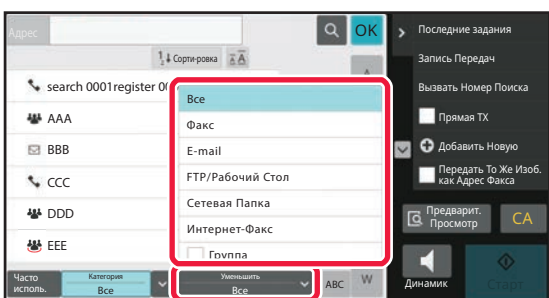 Адрес
OK
Сорти-ровка
search 0001register 00
AAA
BBB
CCC
DDD
EEE
Все
Факс
E-mail
FTP/Рабочий Стол
Сетевая Папка
Интернет-Факс
Группа
Часто
исполь.
Категория
Все
Уменьшить
Все
ABC
W
Последние задания
Запись Передач
Вызвать Номер Поиска
Прямая TX
Добавить Новую
Передать То Же Изоб.
как Адрес Факса
Предварит.
Просмотр
CA
Динамик
Старт